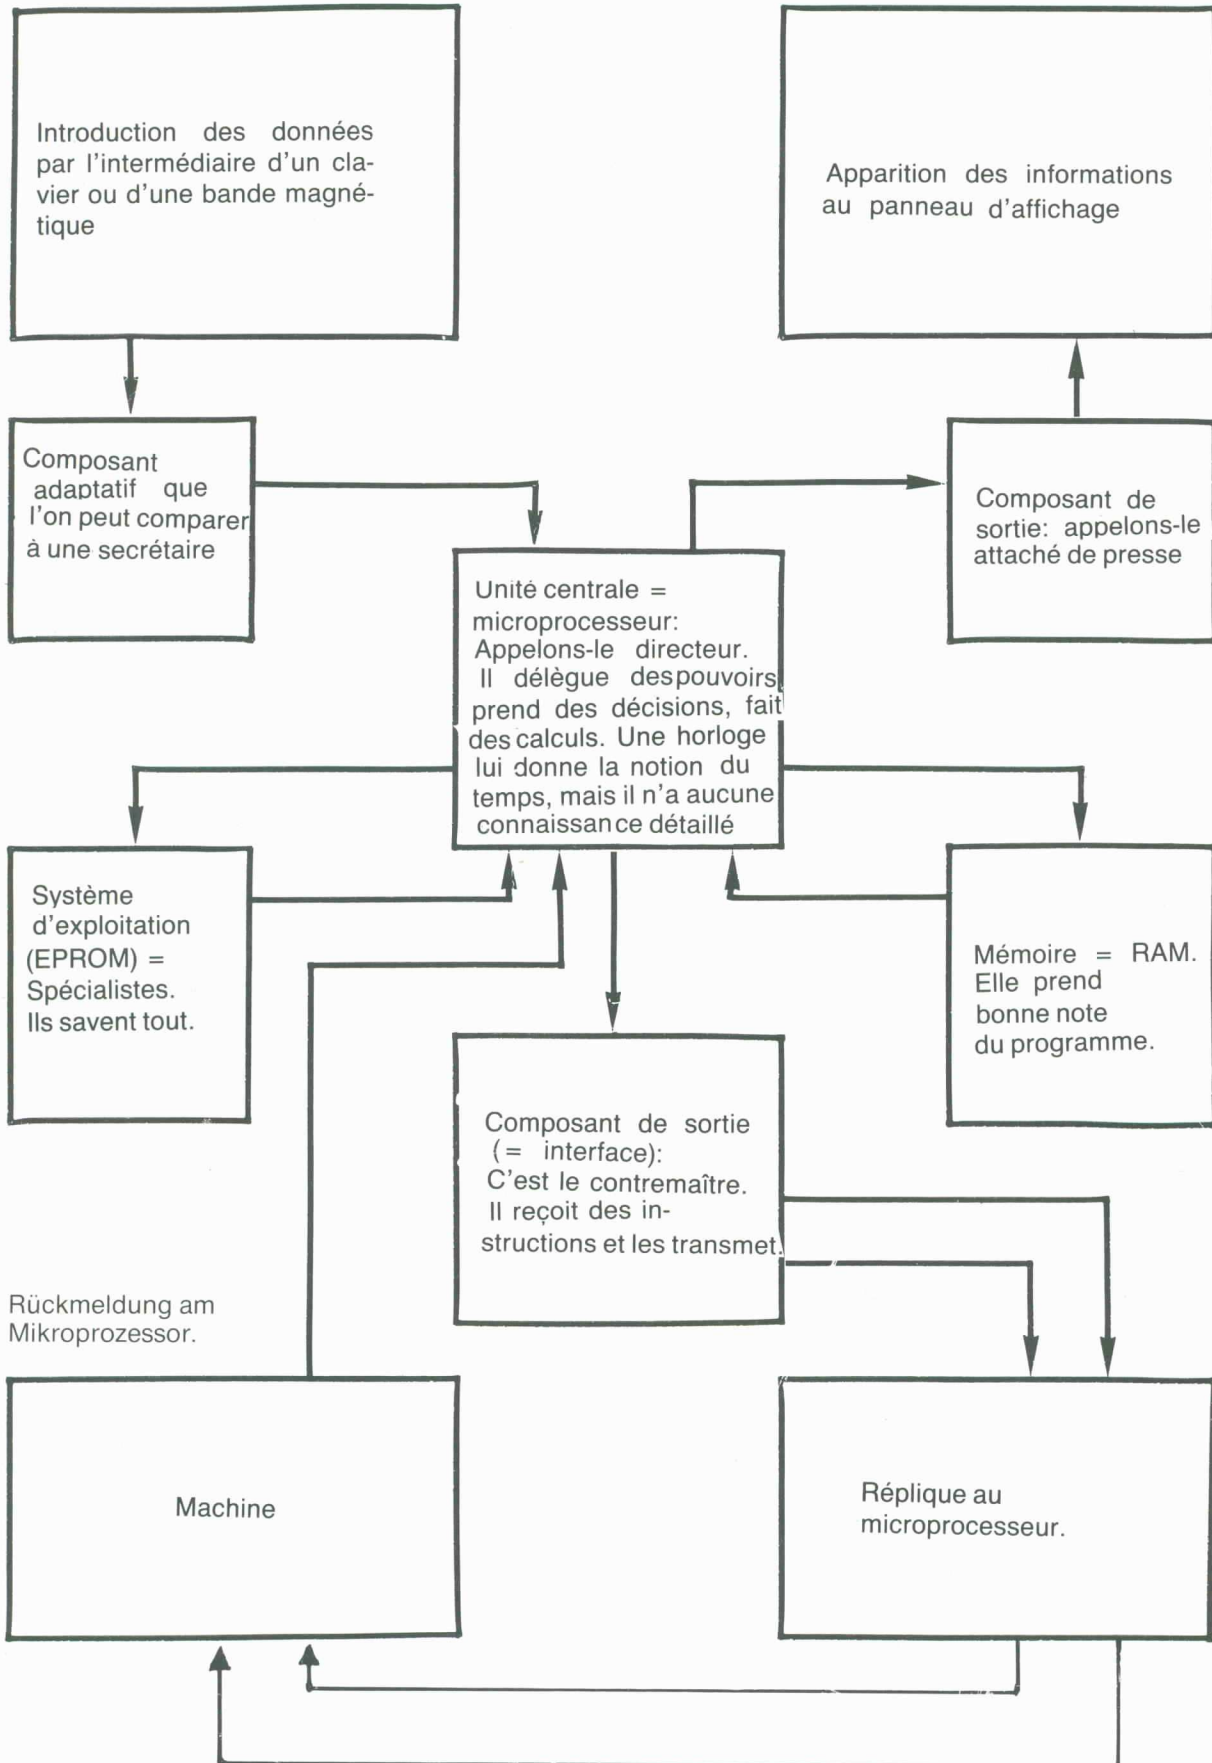 Introduction des données
par l'intermédiaire d'un cla-
vier ou d'une bande magné-
tique
Apparition des informations
au panneau d'affichage
Composant
adaptatif que
l'on peut comparer
à une secrétaire
Composant de
sortie: appelons-le
attaché de presse
Unité centrale =
microprocesseur:
Appelons-le directeur.
Il délègue despouvoirs
prend des décisions, fait
des calculs. Une horloge
lui donne la notion du
temps, mais il n'a aucune
connaissance détaillé
Système
d'exploitation
(EPROM) =
Spécialistes.
Ils savent tout.
Mémoire = RAM.
Elle prend
bonne note
du programme.
Composant de sortie
(= interface):
C'est le contremaître.
Il reçoit des in-
structions et les transmet.
Rückmeldung am
Mikroprozessor.
Machine
Réplique au
microprocesseur.